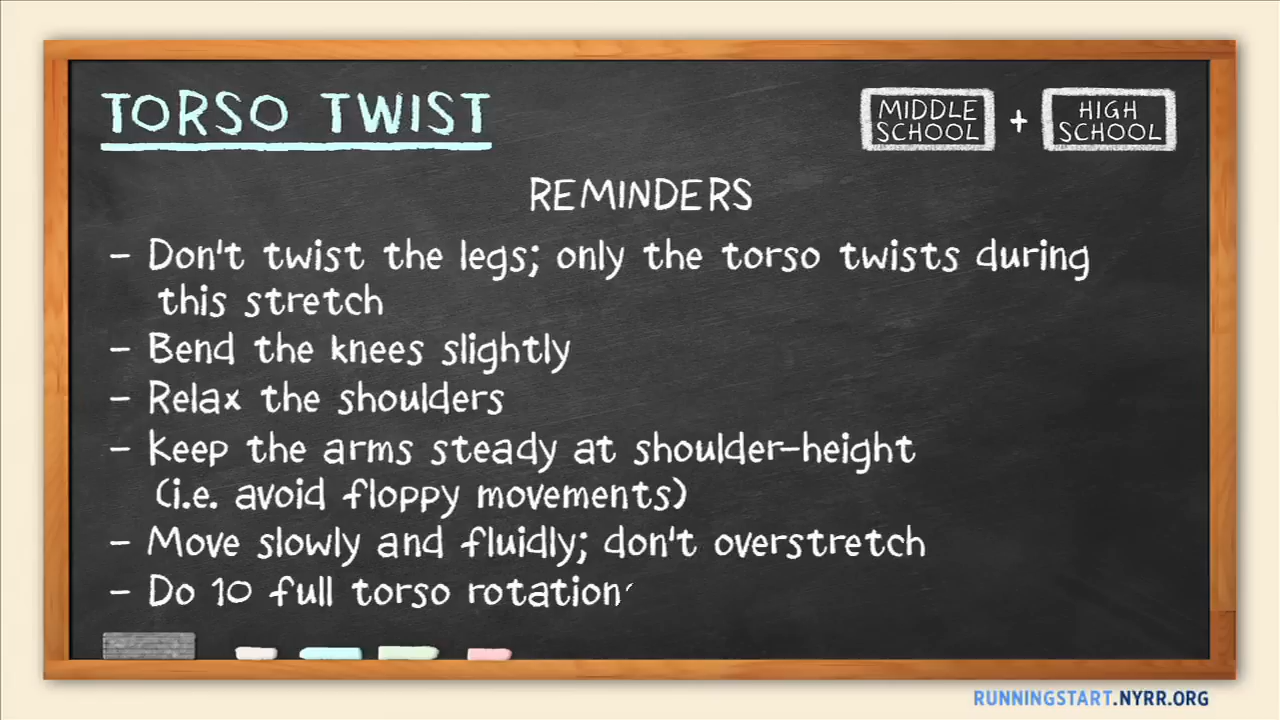 TORSO TWIST
MIDDLE SCHOOL + HIGH SCHOOL
REMINDERS
- Don't twist the legs; only the torso twists during
this stretch
- Bend the knees slightly
- Relax the shoulders
- Keep the arms steady at shoulder-height
(i.e. avoid floppy movements)
- Move slowly and fluidly; don't overstretch
- Do 10 full torso rotation
RUNNINGSTART.NYRR.ORG